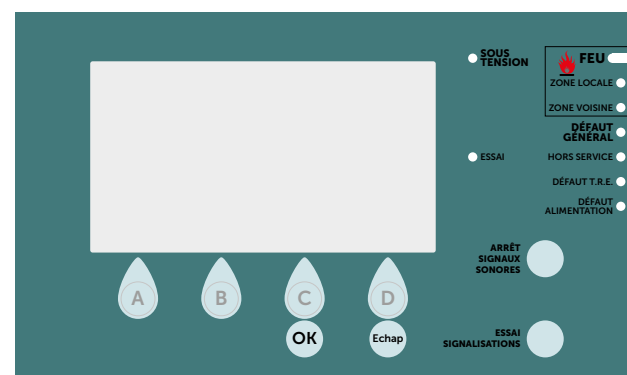 SOUS
TENSION
FEU
ZONE LOCALE
ZONE VOISINE
DÉFAUT
GÉNÉRAL
ESSAI
HORS SERVICE
DÉFAUT T.R.E.
DÉFAUT
ALIMENTATION
ARRÊT
SIGNAUX
SONORES
A
B
C
D
OK
Echap
ESSAI
SIGNALISATIONS